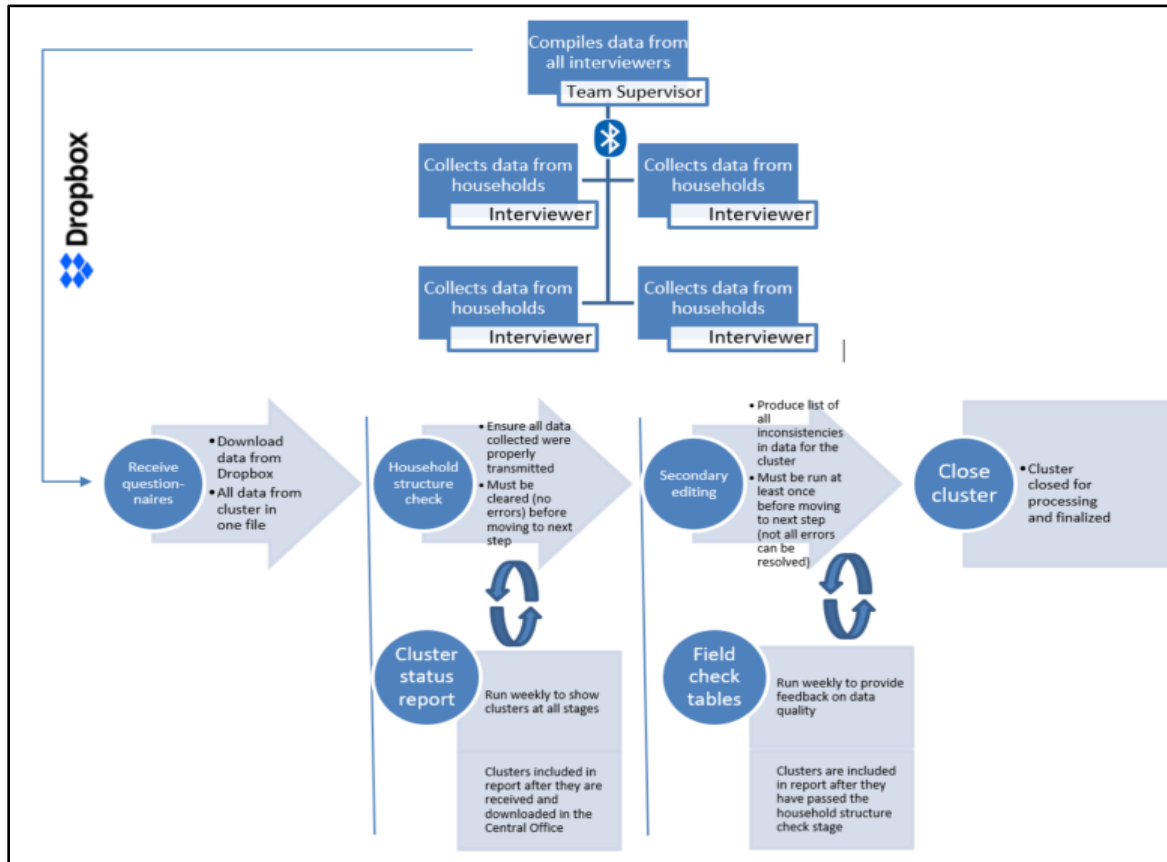 Compiles data from
all interviewers
Team Supervisor
Dropbox
Collects data from
households
Interviewer
Collects data from
households
Interviewer
Collects data from
households
Interviewer
Collects data from
households
Interviewer
Receive
question-
naires
• Download
data from
Dropbox
• All data from
cluster in
one file
Household
structure
check
• Ensure all data
collected were
properly
transmitted
• Must be
cleared (no
errors) before
moving to next
step
Secondary
editing
• Produce list of
all
inconsistencies
in data for the
cluster
• Must be run at
least once before
moving to next
step (not all errors
can be
resolved)
Close
cluster
• Cluster
closed for
processing
and finalized
Cluster
status
report
Run weekly to show
clusters at all stages
Clusters included in
report after they are
received and
downloaded in the
Central Office
Field
check
tables
Run weekly to provide
feedback on data
quality
Clusters are included
in report after they
have passed the
household structure
check stage